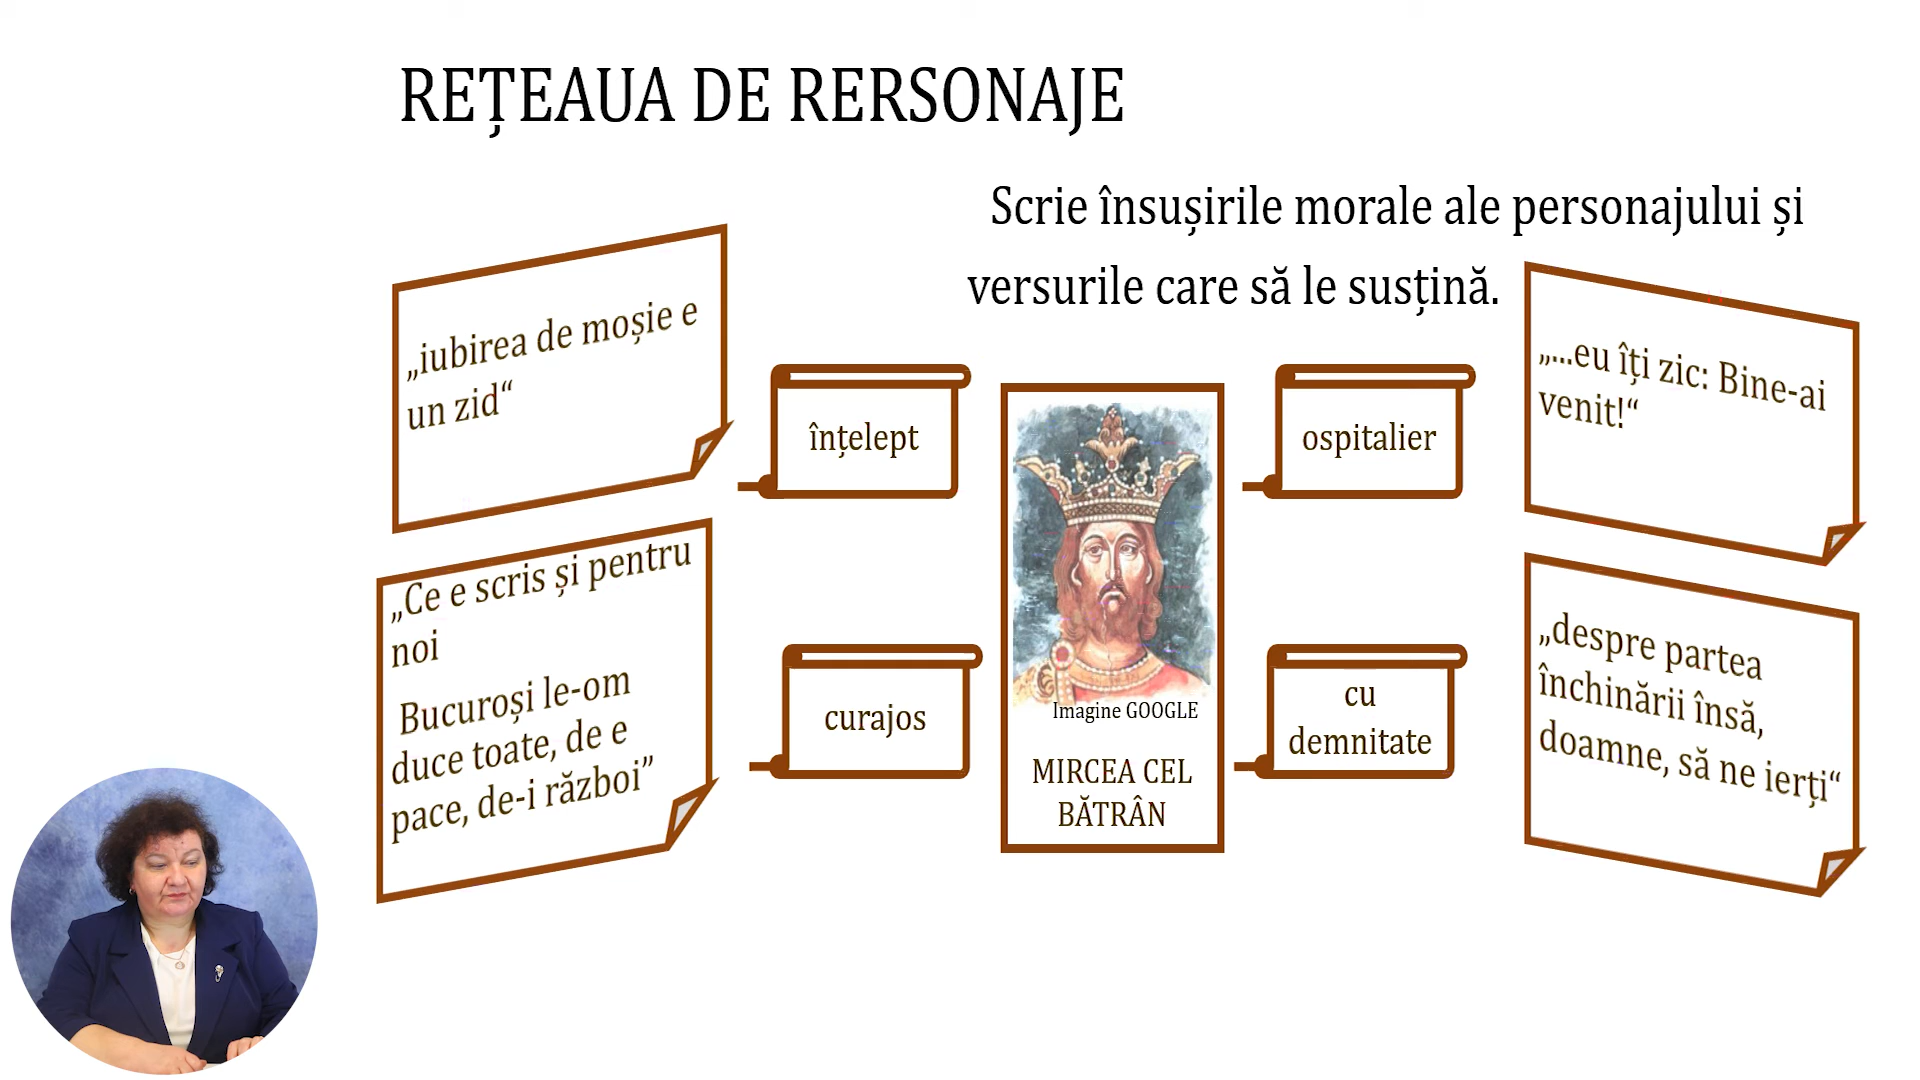 REȚEAUA DE RERSONAJE
Scrie însușirile morale ale personajului și
versurile care să le susțină.
„iubirea de moșie e
un zid“
înțelept
ospitalier
„...eu îți zic: Bine-ai
venit!“
„Ce e scris și pentru
noi
Bucuroși le-om
duce toate, de e
pace, de-i război”
curajos
Imagine GOOGLE
MIRCEA CEL
BĂTRÂN
cu
demnitate
„despre partea
închinării însă,
doamne, să ne ierți“